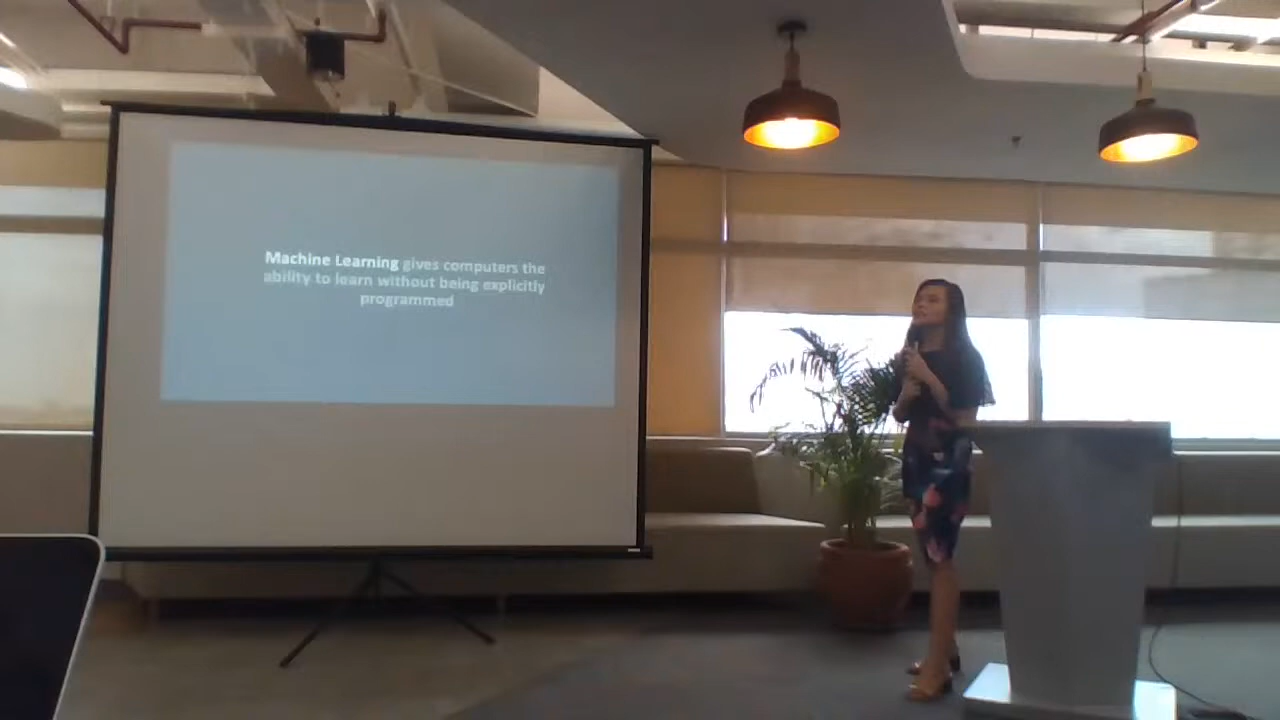 Machine Learning gives computers the
ability to learn without being explicitly
programmed